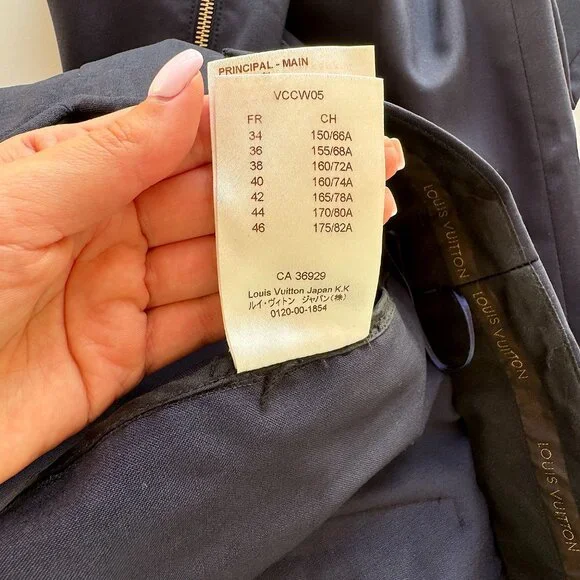 PRINCIPAL - MAIN
VCCW05
FR CH
34 150/66A
36 155/68A
38 160/72A
40 160/74A
42 165/78A
44 170/80A
46 175/82A
CA 36929
Louis Vuitton Japan K.K
ルイ・ヴィトン ジャパン(株)
0120-00-1854
LOUIS VUITTON
LOUIS VUITTON
LOUIS VUITTON